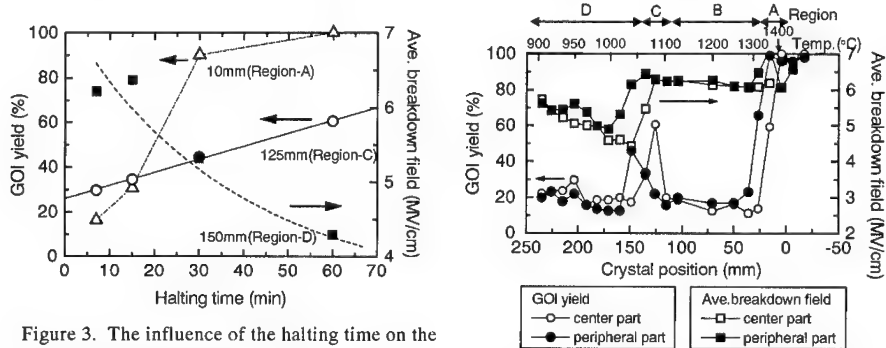 100
80
60
40
20
0
GOI yield (%)
7
6
5
4
Ave. breakdown field (MV/cm)
10mm(Region-A)
125mm(Region-C)
150mm(Region-D)
0 10 20 30 40 50 60 70
Halting time (min)
Figure 3. The influence of the halting time on the
D C B A Region
1400
900 950 1000 1100 1200 1300 Temp.(°C)
100
80
60
40
20
0
GOI yield (%)
7
6
5
4
3
2
Ave. breakdown field (MV/cm)
250 200 150 100 50 0 -50
Crystal position (mm)
GOI yield
center part
peripheral part
Ave.breakdown field
center part
peripheral part